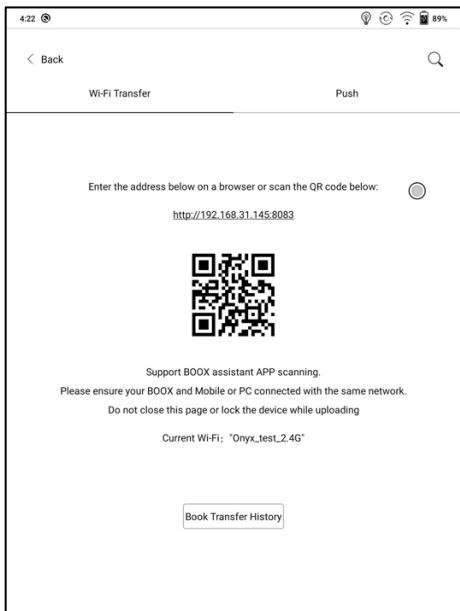 4:22
89%
Back
Wi-Fi Transfer
Push
Enter the address below on a browser or scan the QR code below:
http://192.168.31.145:8083
Support BOOX assistant APP scanning.
Please ensure your BOOX and Mobile or PC connected with the same network.
Do not close this page or lock the device while uploading
Current Wi-Fi："Onyx_test_2.4G"
Book Transfer History